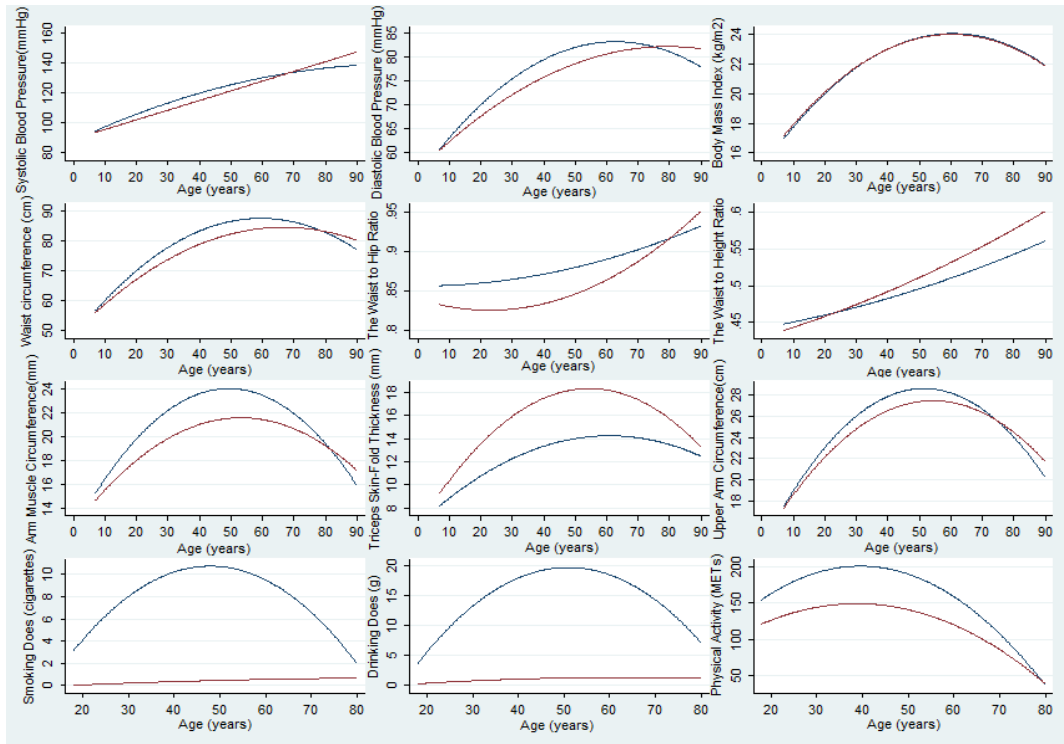 Systolic Blood Pressure(mmHg)
160
140
120
100
80
0 10 20 30 40 50 60 70 80 90
Age (years)
Diastolic Blood Pressure (mmHg)
85
80
75
70
65
60
0 10 20 30 40 50 60 70 80 90
Age (years)
Body Mass Index (kg/m2)
24
22
20
18
16
0 10 20 30 40 50 60 70 80 90
Age (years)
Waist circumference (cm)
90
80
70
60
50
0 10 20 30 40 50 60 70 80 90
Age (years)
The Waist to Hip Ratio
.95
.9
.85
.8
0 10 20 30 40 50 60 70 80 90
Age (years)
The Waist to Height Ratio
.6
.55
.5
.45
0 10 20 30 40 50 60 70 80 90
Age (years)
Arm Muscle Circumference(mm)
24
22
20
18
16
14
0 10 20 30 40 50 60 70 80 90
Age (years)
Triceps Skin-Fold Thickness (mm)
18
16
14
12
10
8
0 10 20 30 40 50 60 70 80 90
Age (years)
Upper Arm Circumference(cm)
28
26
24
22
20
18
0 10 20 30 40 50 60 70 80 90
Age (years)
Smoking Does (cigarettes)
10
8
6
4
2
0
20 30 40 50 60 70 80
Age (years)
Drinking Does (g)
20
15
10
5
0
20 30 40 50 60 70 80
Age (years)
Physical Activity (METs)
200
150
100
50
20 30 40 50 60 70 80
Age (years)